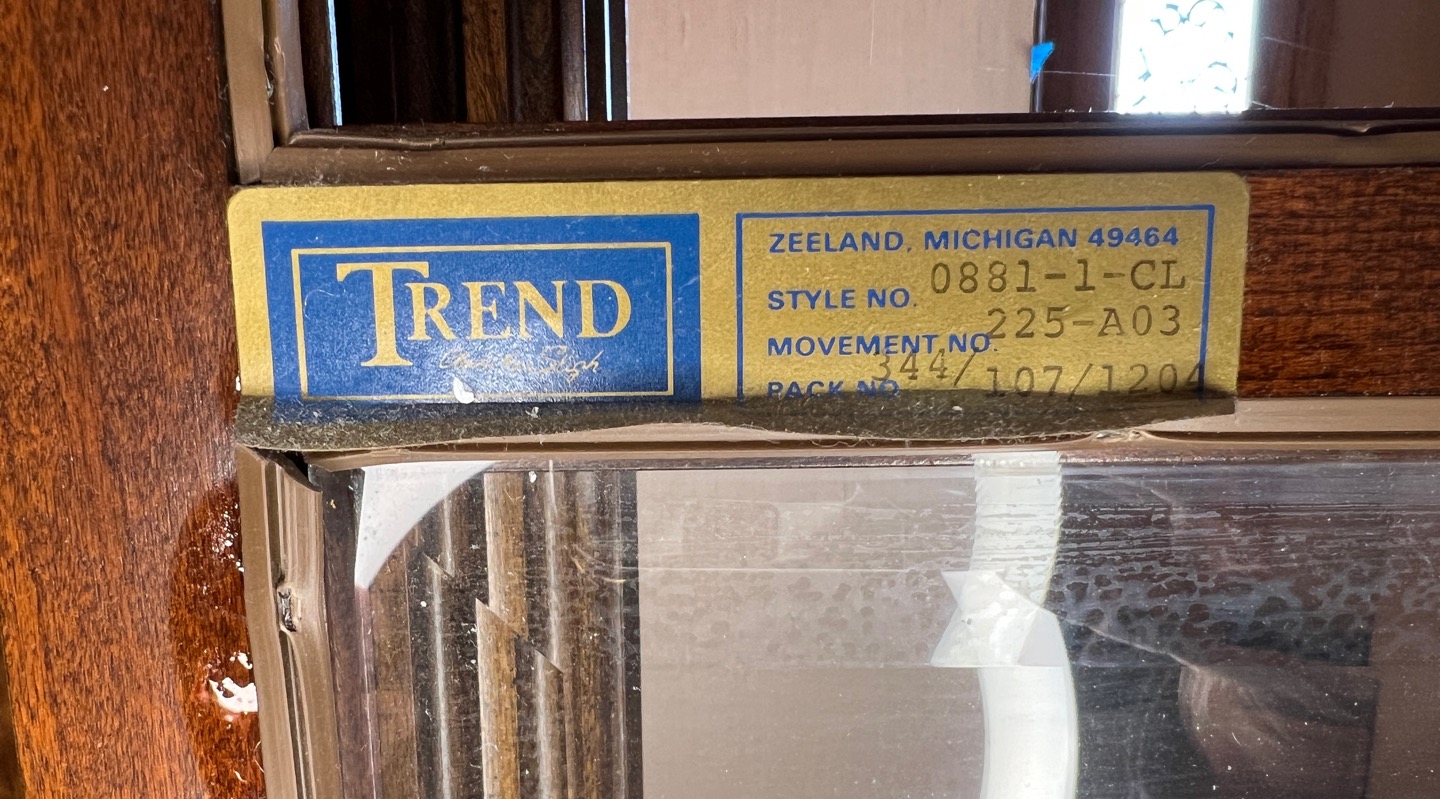 TREND
ZEELAND, MICHIGAN 49464
STYLE NO. 0881-1-CL
MOVEMENT NO. 225-A03
PACK NO 344/107/1204